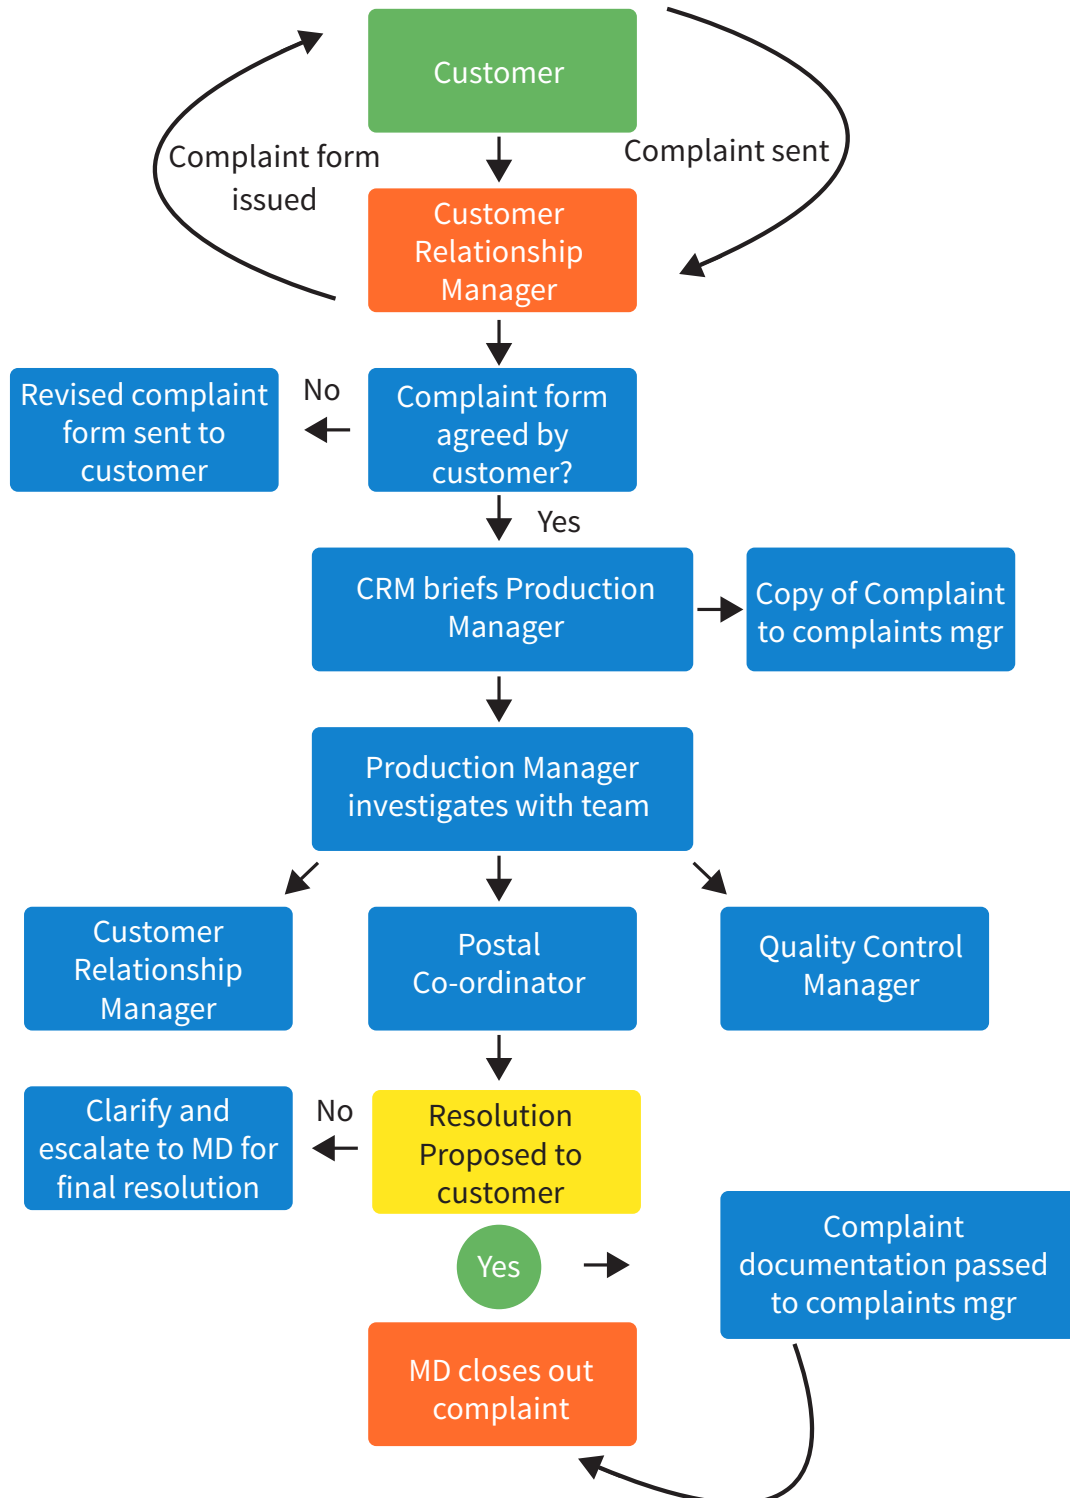 Customer
Complaint form
issued
Complaint sent
Customer
Relationship
Manager
Revised complaint
form sent to
customer
No
Complaint form
agreed by
customer?
Yes
CRM briefs Production
Manager
Copy of Complaint
to complaints mgr
Production Manager
investigates with team
Customer
Relationship
Manager
Postal
Co-ordinator
Quality Control
Manager
Clarify and
escalate to MD for
final resolution
No
Resolution
Proposed to
customer
Yes
Complaint
documentation passed
to complaints mgr
MD closes out
complaint